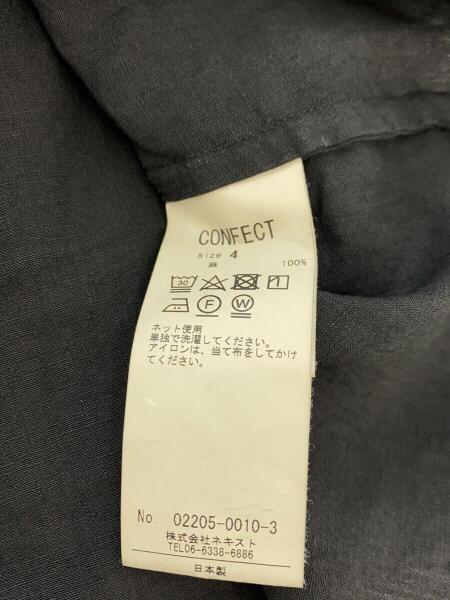 CONFECT
size 4
麻 100%
30
F W
ネット使用
単独で洗濯してください。
アイロンは、当て布をしてかけ
てください。
No. 02205-0010-3
株式会社ネキスト
TEL06-6338-6886
日本製